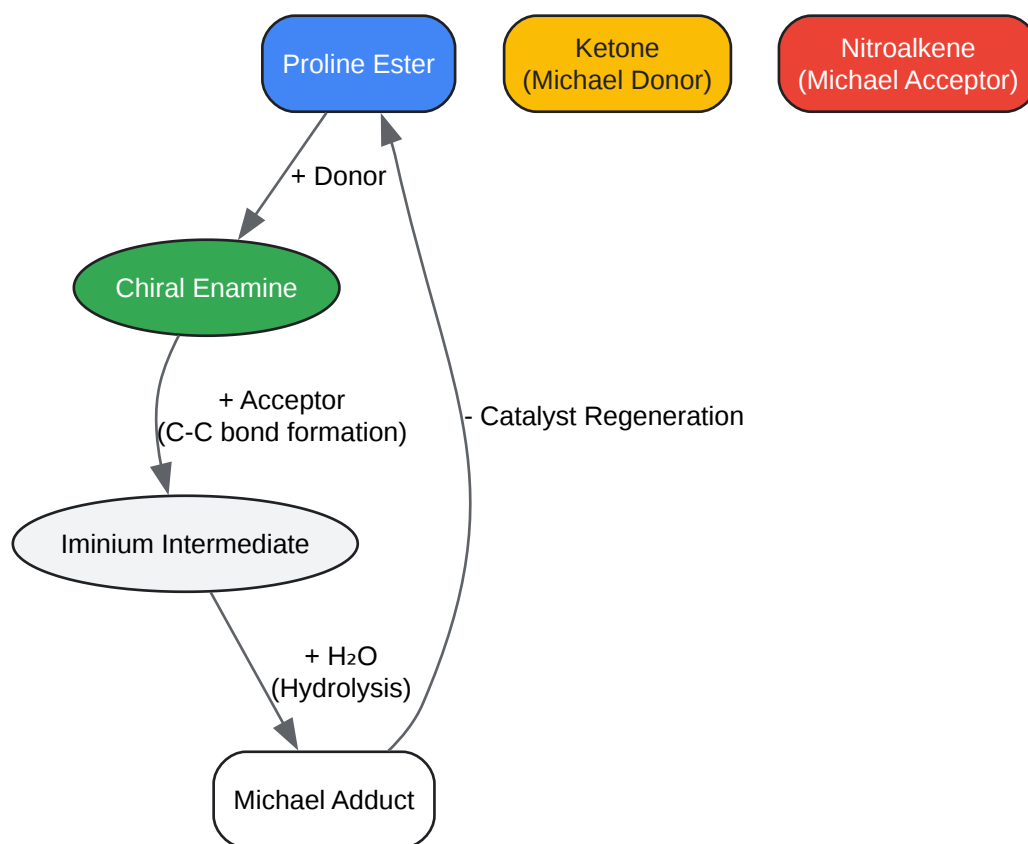 Proline Ester
Ketone
(Michael Donor)
Nitroalkene
(Michael Acceptor)
+ Donor
Chiral Enamine
+ Acceptor
(C-C bond formation)
- Catalyst Regeneration
Iminium Intermediate
+ H₂O
(Hydrolysis)
Michael Adduct